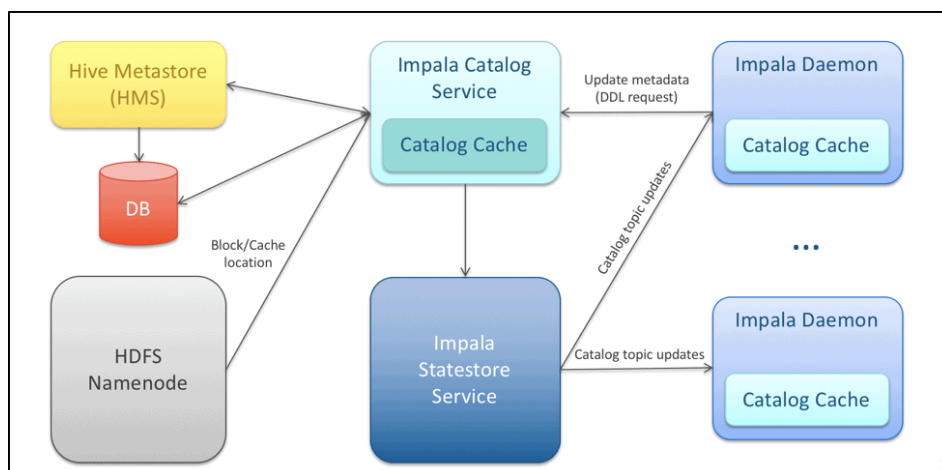 Hive Metastore
(HMS)
DB
HDFS
Namenode
Block/Cache
location
Impala Catalog
Service
Catalog Cache
Impala
Statestore
Service
Update metadata
(DDL request)
Catalog topic updates
Catalog topic updates
Impala Daemon
Catalog Cache
...
Impala Daemon
Catalog Cache